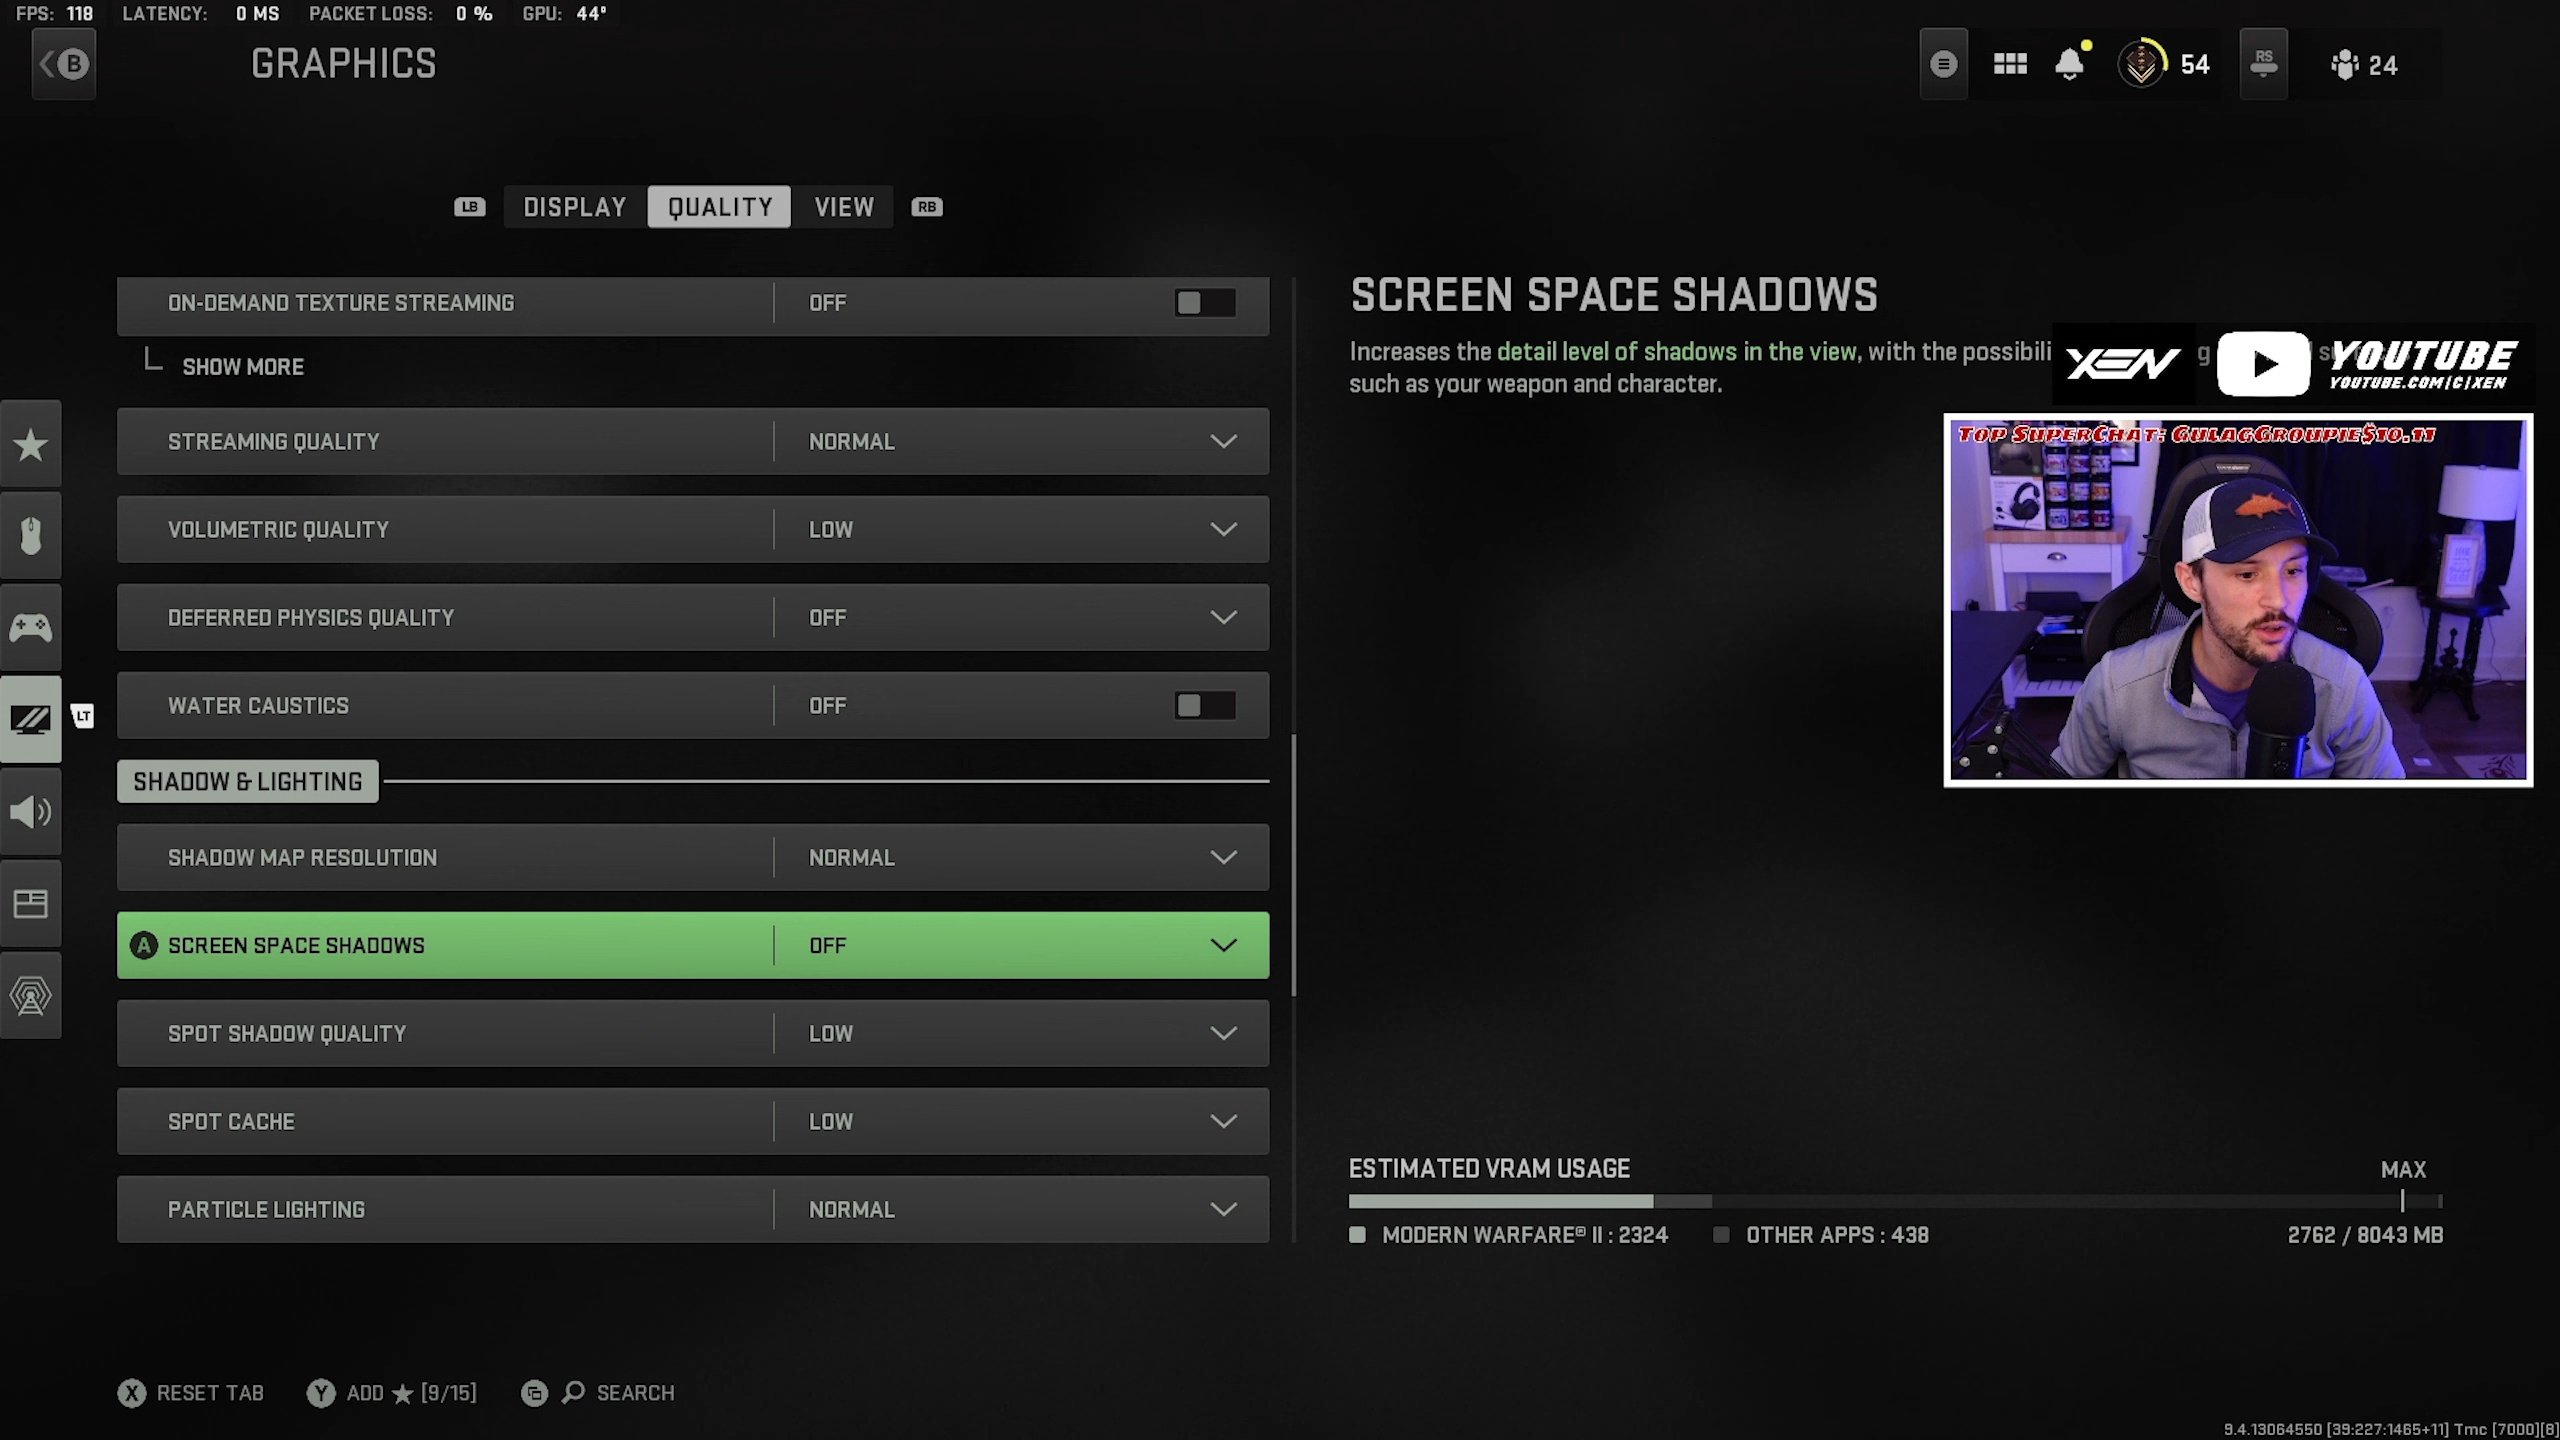 FPS: 118 LATENCY: 0 MS PACKET LOSS: 0 % GPU: 44°
B GRAPHICS
54 RS 24
LB DISPLAY QUALITY VIEW RB
ON-DEMAND TEXTURE STREAMING OFF
SHOW MORE
STREAMING QUALITY NORMAL
VOLUMETRIC QUALITY LOW
DEFERRED PHYSICS QUALITY OFF
WATER CAUSTICS OFF
LT
SHADOW & LIGHTING
SHADOW MAP RESOLUTION NORMAL
A SCREEN SPACE SHADOWS OFF
SPOT SHADOW QUALITY LOW
SPOT CACHE LOW
PARTICLE LIGHTING NORMAL
SCREEN SPACE SHADOWS
Increases the detail level of shadows in the view, with the
such as your weapon and character.
XEN YOUTUBE
YOUTUBE.COM|C|XEN
TOP SUPERCHAT: GULAGGROUPIE$10.11
ESTIMATED VRAM USAGE MAX
MODERN WARFARE® II : 2324 OTHER APPS : 438 2762 / 8043 MB
X RESET TAB Y ADD ★ [9/15] SEARCH
9.4.13064550 [39:227:1465+11] Tmc [7000][8]